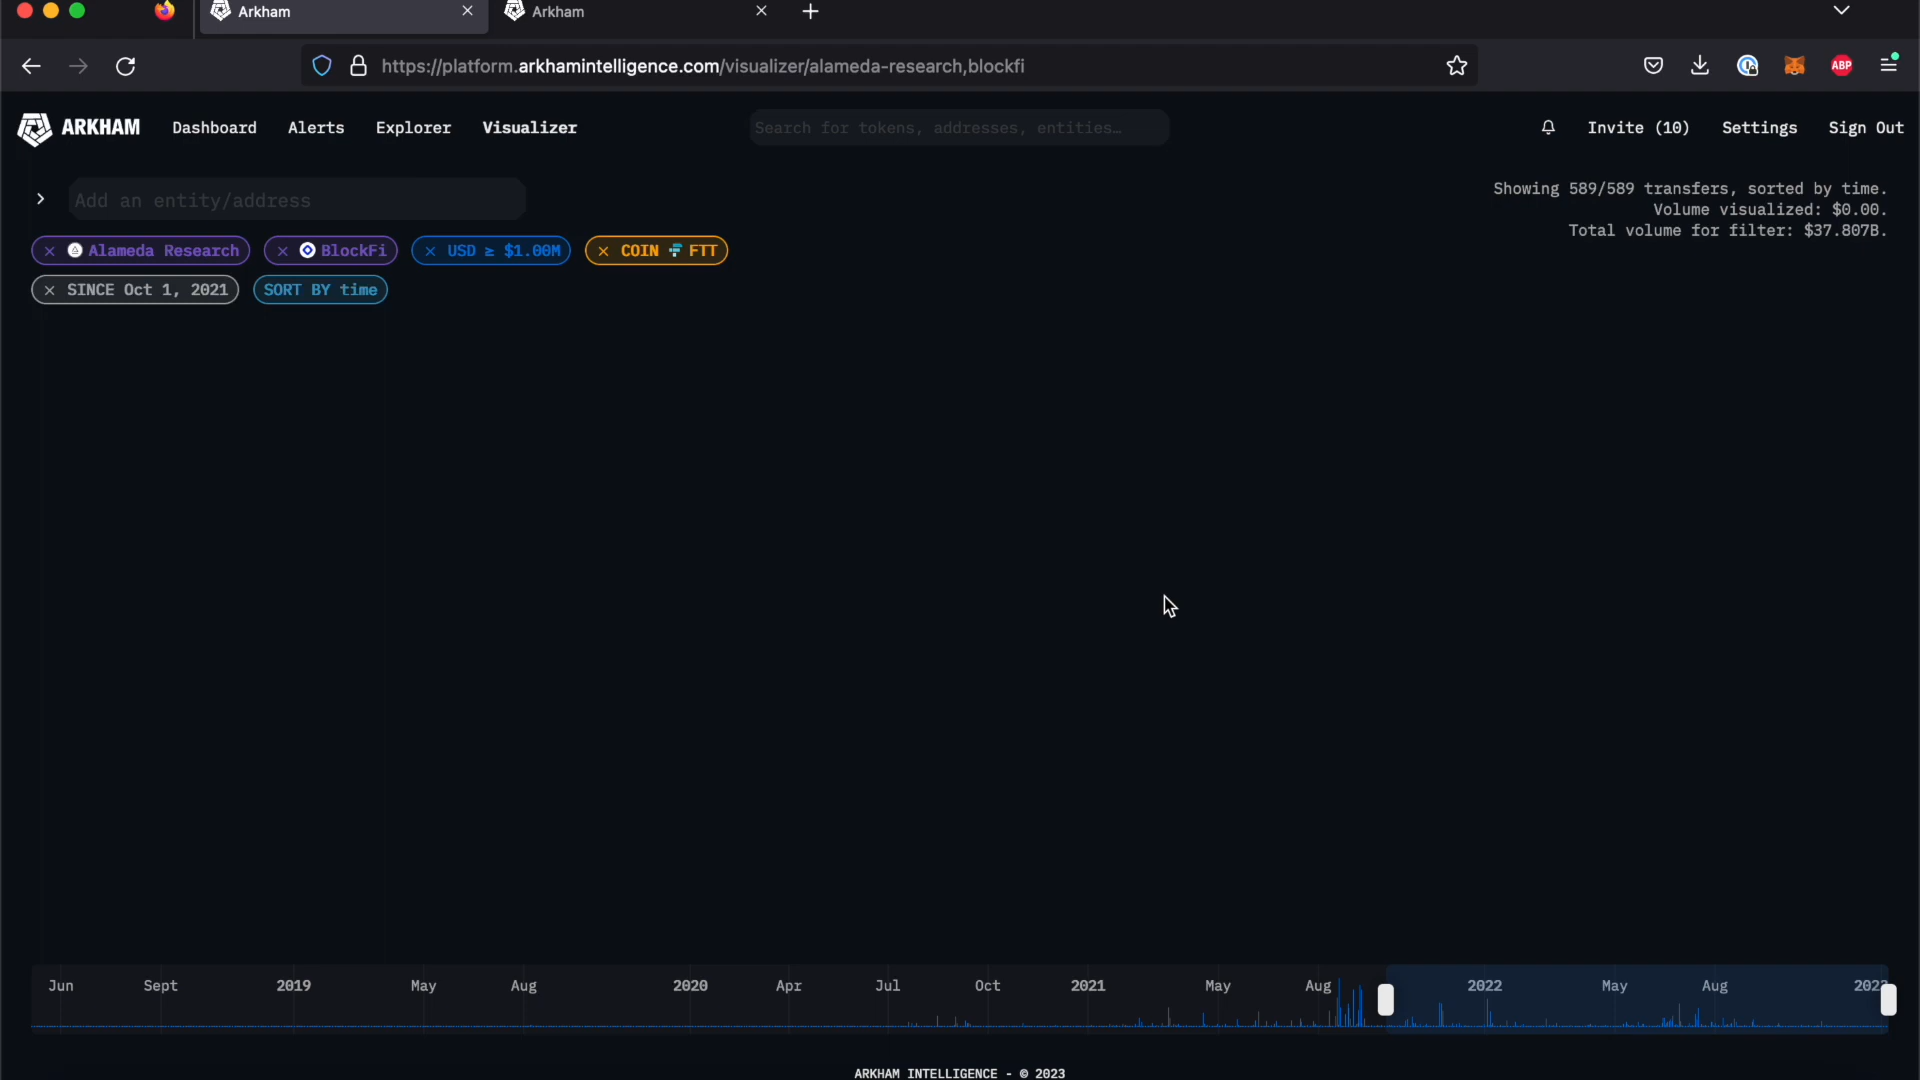 Arkham
Arkham
https://platform.arkhamintelligence.com/visualizer/alameda-research,blockfi
ABP
ARKHAM
Dashboard
Alerts
Explorer
Visualizer
Search for tokens, addresses, entities…
Invite (10)
Settings
Sign Out
Add an entity/address
Showing 589/589 transfers, sorted by time.
Volume visualized: $0.00.
Total volume for filter: $37.807B.
Alameda Research
BlockFi
USD ≥ $1.00M
COIN FTT
SINCE Oct 1, 2021
SORT BY time
Jun Sept 2019 May Aug 2020 Apr Jul Oct 2021 May Aug 2022 May Aug
ARKHAM INTELLIGENCE - © 2023